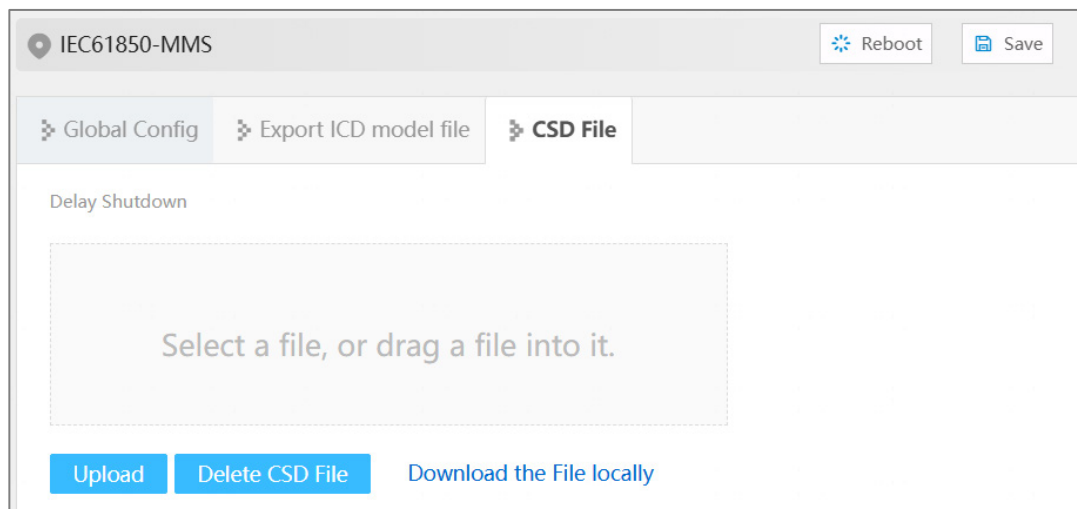 IEC61850-MMS
Reboot
Save
Global Config
Export ICD model file
CSD File
Delay Shutdown
Select a file, or drag a file into it.
Upload
Delete CSD File
Download the File locally